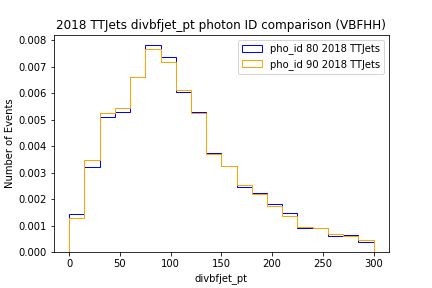 2018 TTJets divbfjet_pt photon ID comparison (VBFHH)
pho_id 80 2018 TTJets
pho_id 90 2018 TTJets
Number of Events
0.008
0.007
0.006
0.005
0.004
0.003
0.002
0.001
0.000
0 50 100 150 200 250 300
divbfjet_pt